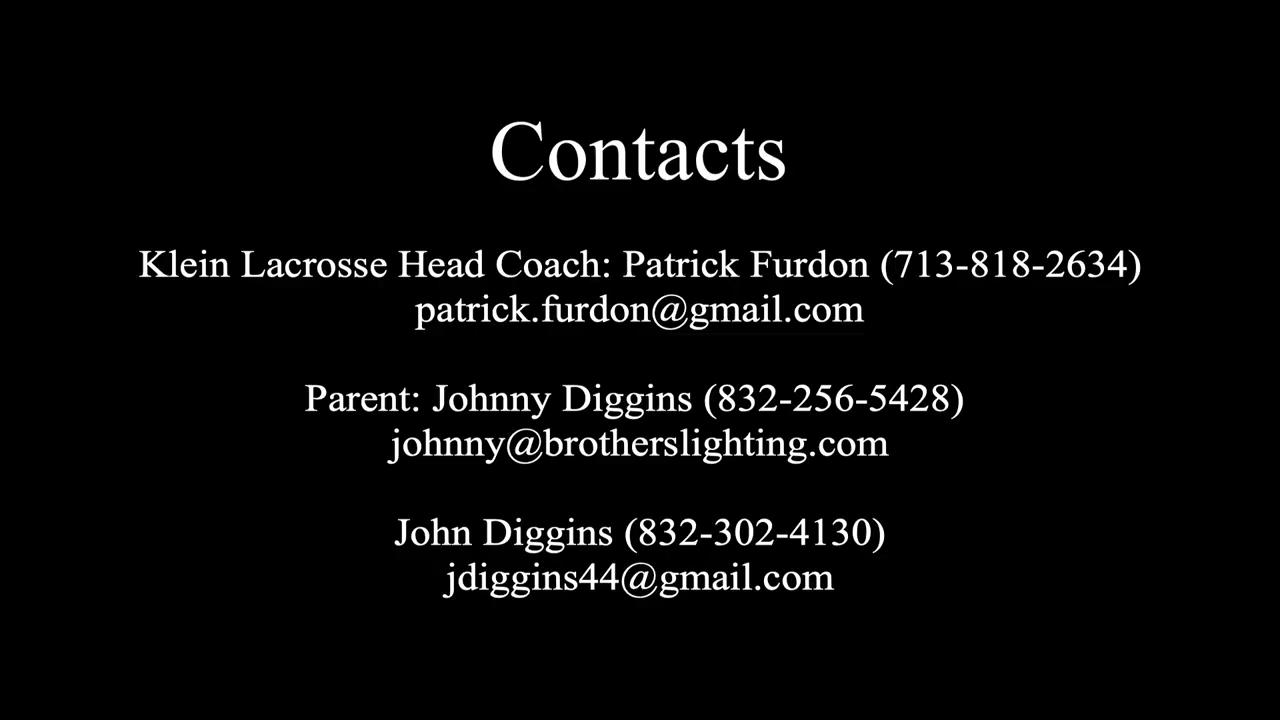 Contacts
Klein Lacrosse Head Coach: Patrick Furdon (713-818-2634)
patrick.furdon@gmail.com
Parent: Johnny Diggins (832-256-5428)
johnny@brotherslighting.com
John Diggins (832-302-4130)
jdiggins44@gmail.com